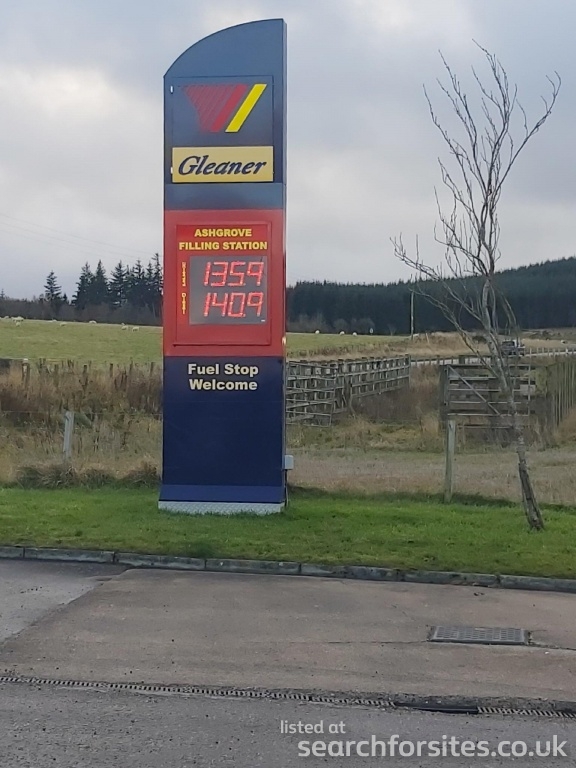 Gleaner
ASHGROVE
FILLING STATION
135.9
140.9
Fuel Stop
Welcome
listed at
searchforsites.co.uk